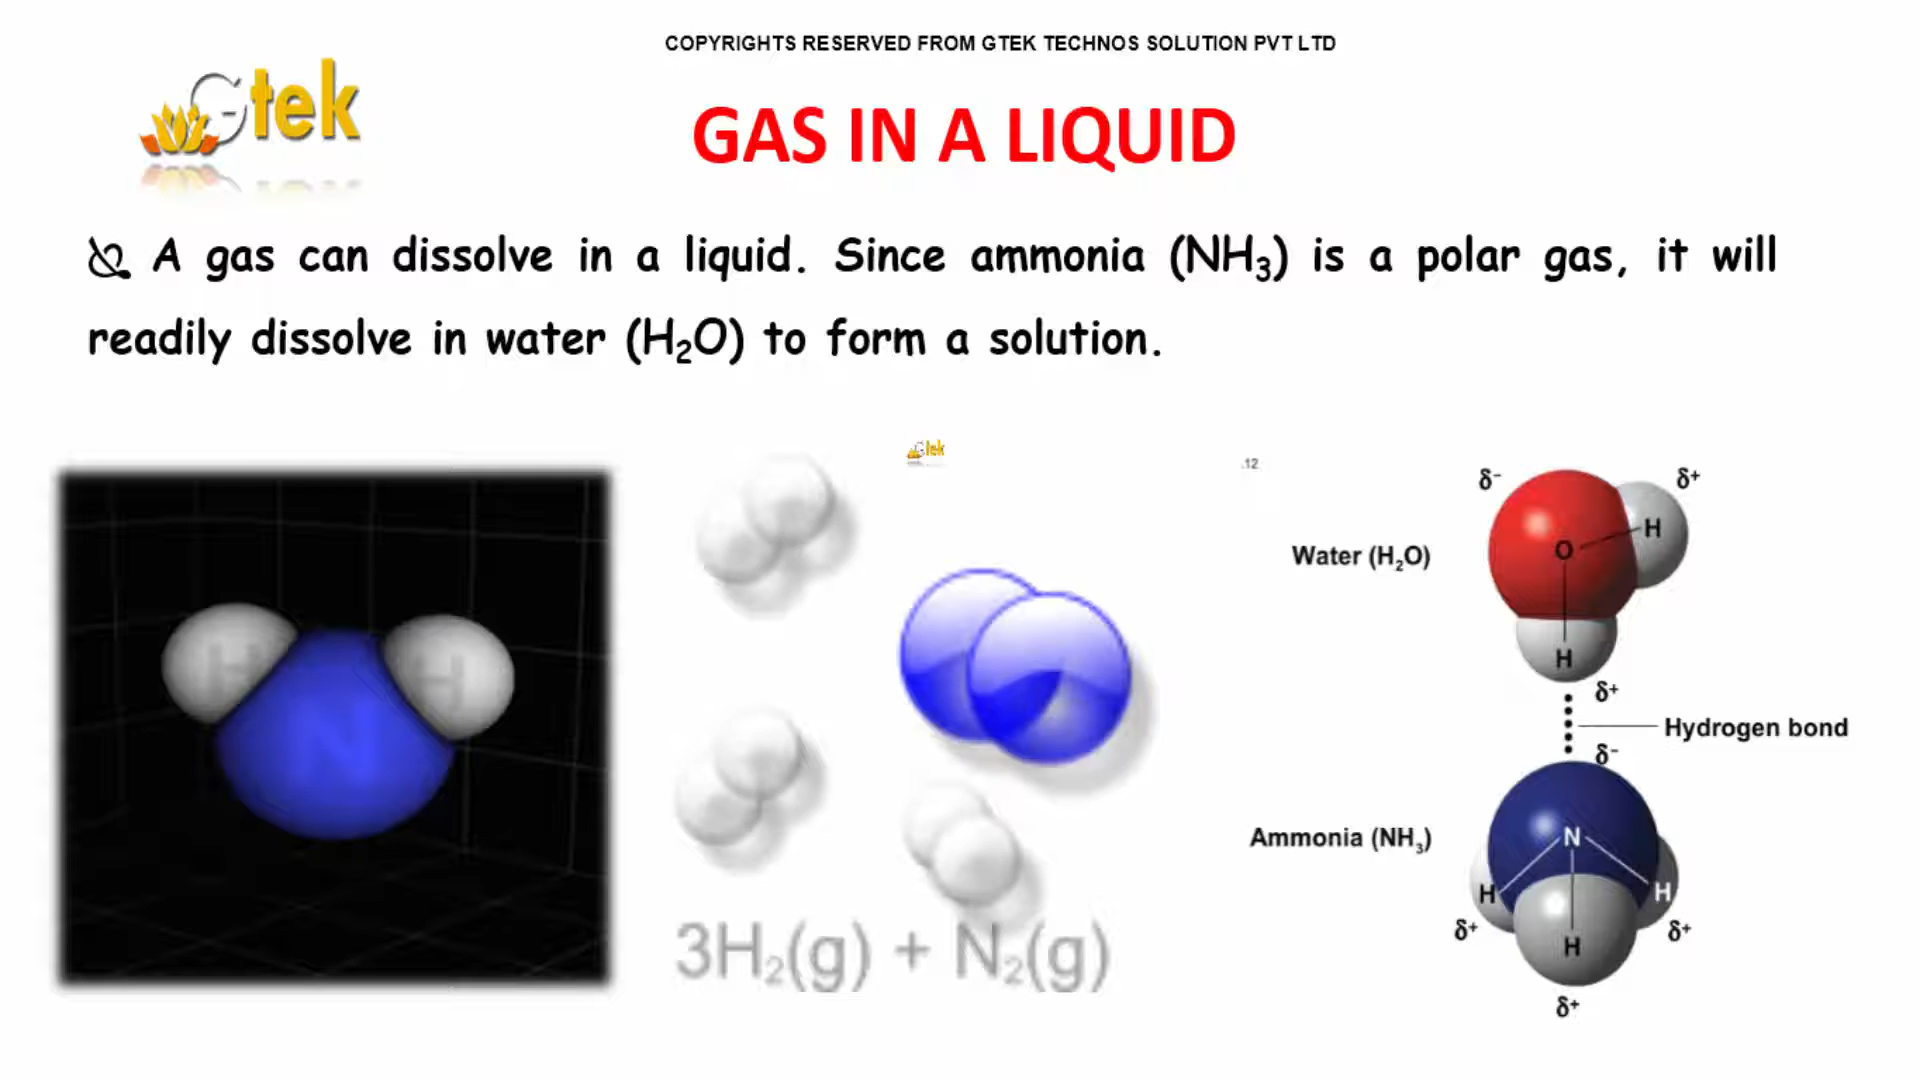 COPYRIGHTS RESERVED FROM GTEK TECHNOS SOLUTION PVT LTD
Gtek
GAS IN A LIQUID
A gas can dissolve in a liquid. Since ammonia (NH₃) is a polar gas, it will
readily dissolve in water (H₂O) to form a solution.
H H
N
tek
3H₂(g) + N₂(g)
.12
δ⁻ δ⁺
H
O
Water (H₂O)
H
δ⁺
Hydrogen bond
δ⁻
Ammonia (NH₃)
N
H H
δ⁺ δ⁺
H
δ⁺